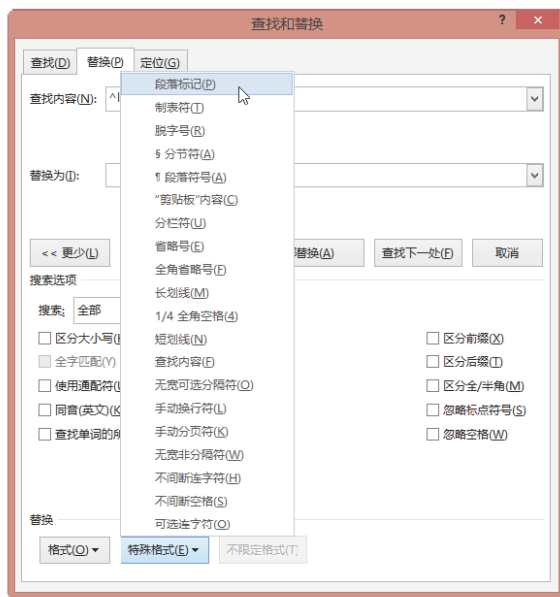 查找和替换
? ×
查找(D) 替换(P) 定位(G)
段落标记(P)
查找内容(N): ^l
制表符(T)
脱字号(R)
§ 分节符(A)
替换为(I):
¶ 段落符号(A)
"剪贴板"内容(C)
分栏符(U)
<< 更少(L)
省略号(E)
替换(A) 查找下一处(F) 取消
全角省略号(F)
搜索选项
长划线(M)
搜索: 全部
1/4 全角空格(4)
区分大小写(
短划线(N)
区分前缀(X)
全字匹配(Y)
查找内容(F)
区分后缀(T)
使用通配符(U
无宽可选分隔符(O)
区分全/半角(M)
同音(英文)(K
手动换行符(L)
忽略标点符号(S)
查找单词的所
手动分页符(K)
忽略空格(W)
无宽非分隔符(W)
不间断连字符(H)
不间断空格(S)
替换
可选连字符(O)
格式(O) 特殊格式(E) 不限定格式(T)